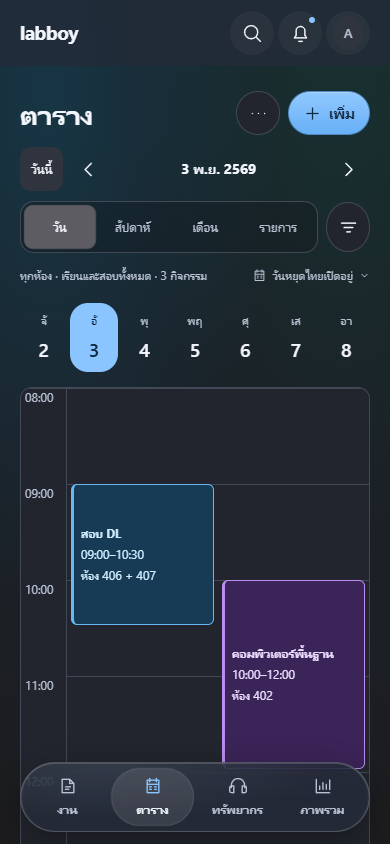 labboy
A
ตาราง
···
เพิ่ม
วันนี้
3 พ.ย. 2569
วัน
สัปดาห์
เดือน
รายการ
ทุกห้อง · เรียนและสอบทั้งหมด · 3 กิจกรรม
วันหยุดไทยเปิดอยู่
จ อ พ พฤ ศ ส อา
2 3 4 5 6 7 8
08:00
09:00
สอบ DL
09:00–10:30
ห้อง 406 + 407
10:00
คอมพิวเตอร์พื้นฐาน
10:00–12:00
ห้อง 402
11:00
12:00
งาน
ตาราง
ทรัพยากร
ภาพรวม